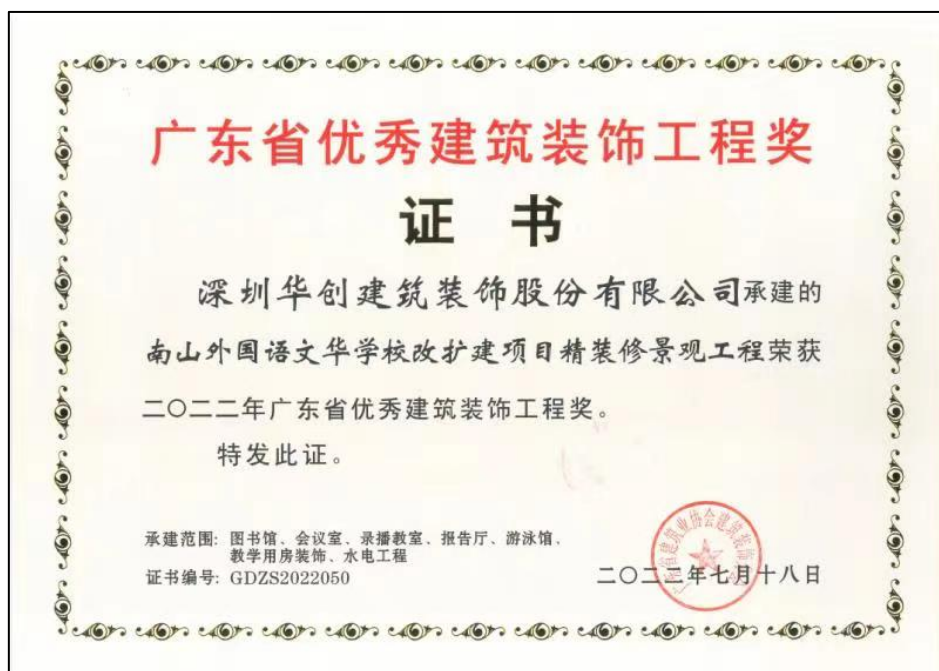 广东省优秀建筑装饰工程奖
证 书
深圳华创建筑装饰股份有限公司承建的
南山外国语文华学校改扩建项目精装修景观工程荣获
二〇二二年广东省优秀建筑装饰工程奖。
特发此证。
承建范围：图书馆、会议室、录播教室、报告厅、游泳馆、
教学用房装饰、水电工程
证书编号：GDZS2022050
二〇二二年七月十八日